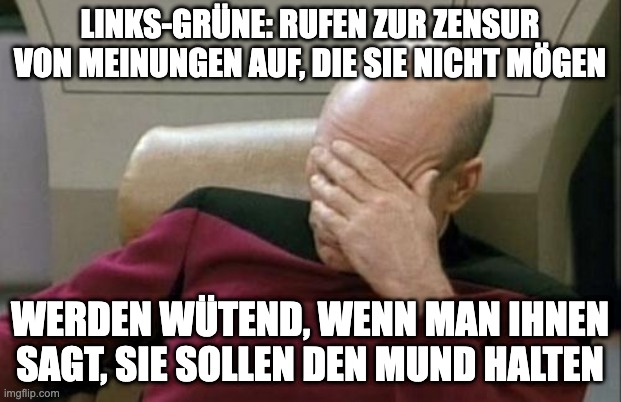 LINKS-GRÜNE: RUFEN ZUR ZENSUR
VON MEINUNGEN AUF, DIE SIE NICHT MÖGEN
WERDEN WÜTEND, WENN MAN IHNEN
SAGT, SIE SOLLEN DEN MUND HALTEN
imgflip.com